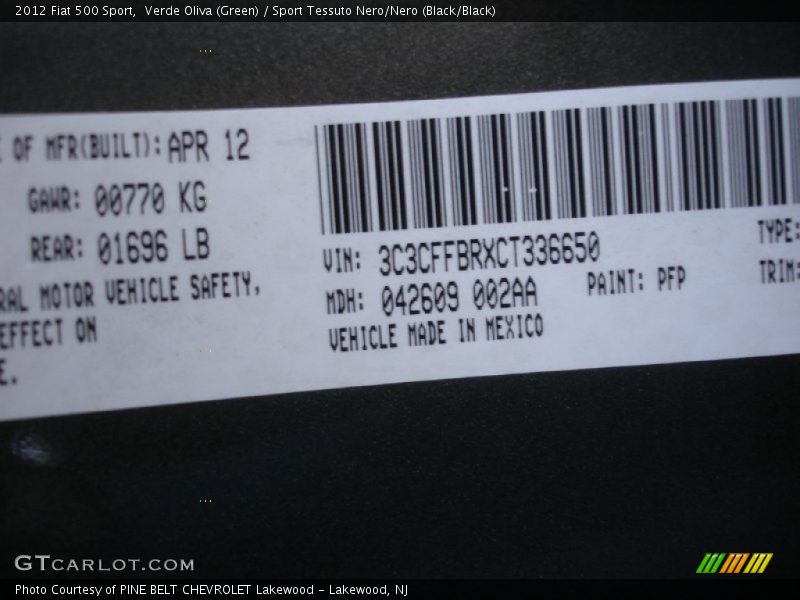 2012 Fiat 500 Sport,  Verde Oliva (Green) / Sport Tessuto Nero/Nero (Black/Black)
OF MFR(BUILT): APR 12
GAWR: 00770 KG
REAR: 01696 LB
RAL MOTOR VEHICLE SAFETY,
EFFECT ON
E.
VIN: 3C3CFFBRXCT336650
TYPE:
MDH: 042609 002AA
PAINT: PFP
TRIM:
VEHICLE MADE IN MEXICO
GTCARLOT.COM
Photo Courtesy of PINE BELT CHEVROLET Lakewood - Lakewood, NJ